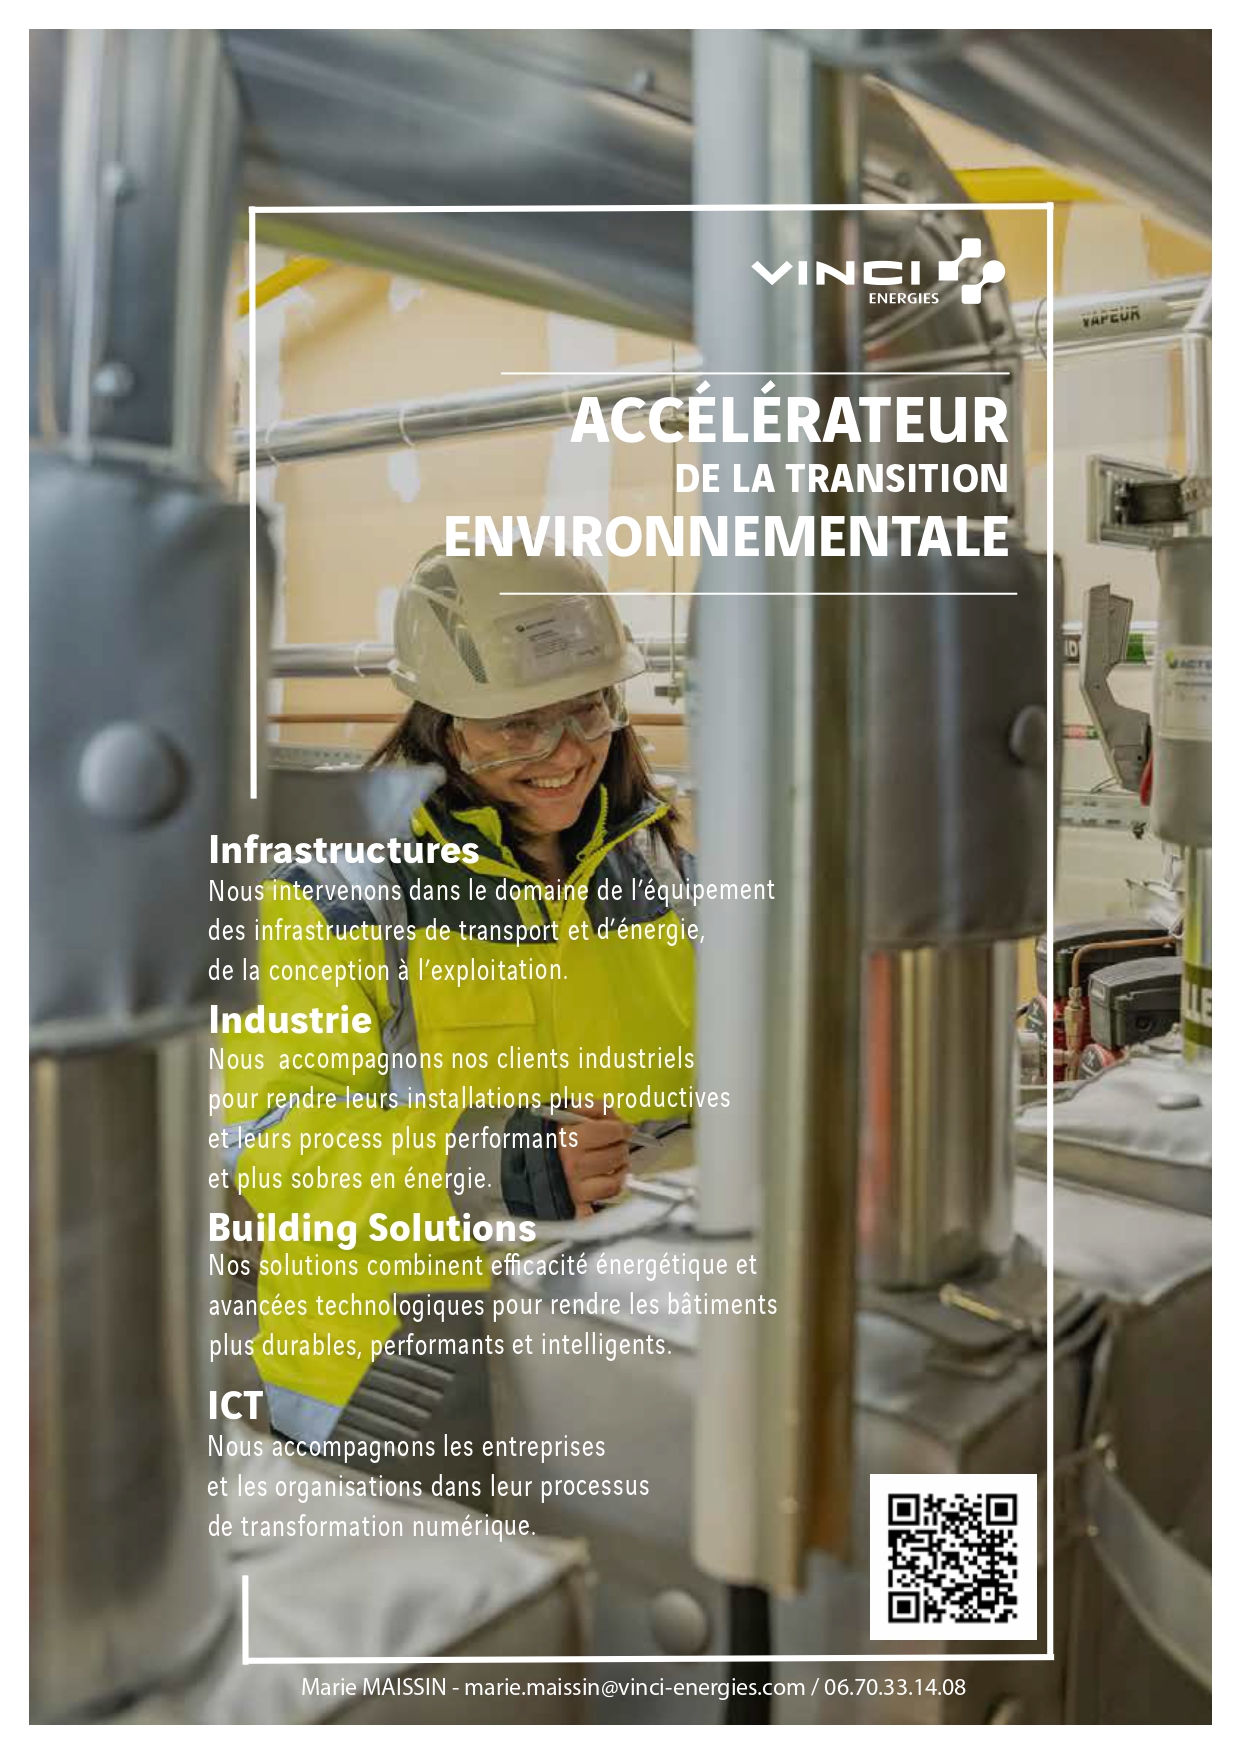 VINCI
ENERGIES
VAPEUR
ACCÉLÉRATEUR
DE LA TRANSITION
ENVIRONNEMENTALE
Infrastructures
Nous intervenons dans le domaine de l’équipement
des infrastructures de transport et d’énergie,
de la conception à l’exploitation.
Industrie
Nous accompagnons nos clients industriels
pour rendre leurs installations plus productives
et leurs process plus performants
et plus sobres en énergie.
Building Solutions
Nos solutions combinent efficacité énergétique et
avancées technologiques pour rendre les bâtiments
plus durables, performants et intelligents.
ICT
Nous accompagnons les entreprises
et les organisations dans leur processus
de transformation numérique.
Marie MAISSIN - marie.maissin@vinci-energies.com / 06.70.33.14.08